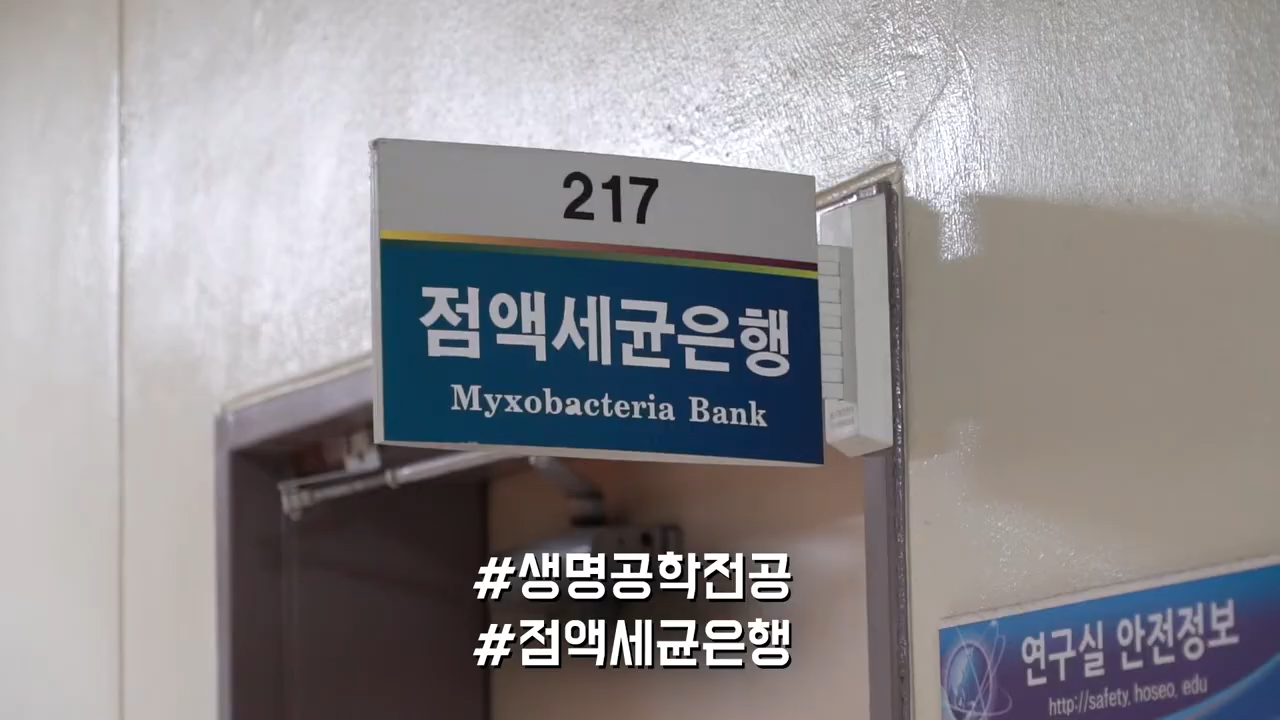 217
점액세균은행
Myxobacteria Bank
#생명공학전공
#점액세균은행
연구실 안전정보
http://safety.hoseo.edu